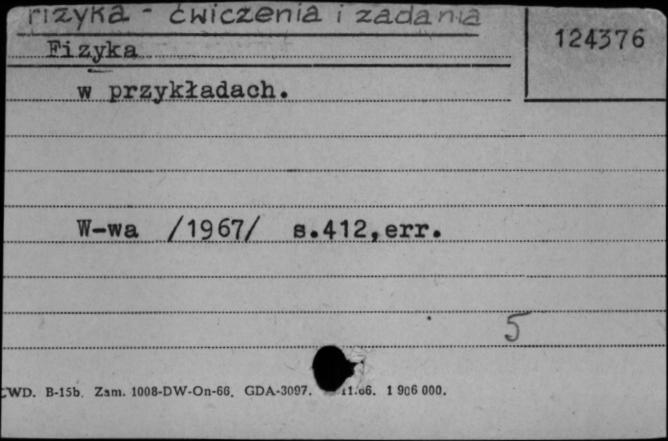 Fizyka - ćwiczenia i zadania
124376
Fizyka
w przykładach.
W-wa /1967/ s.412,err.
5
CWD. B-15b. Zam. 1008-DW-On-66. GDA-3097. 11.66. 1 906 000.